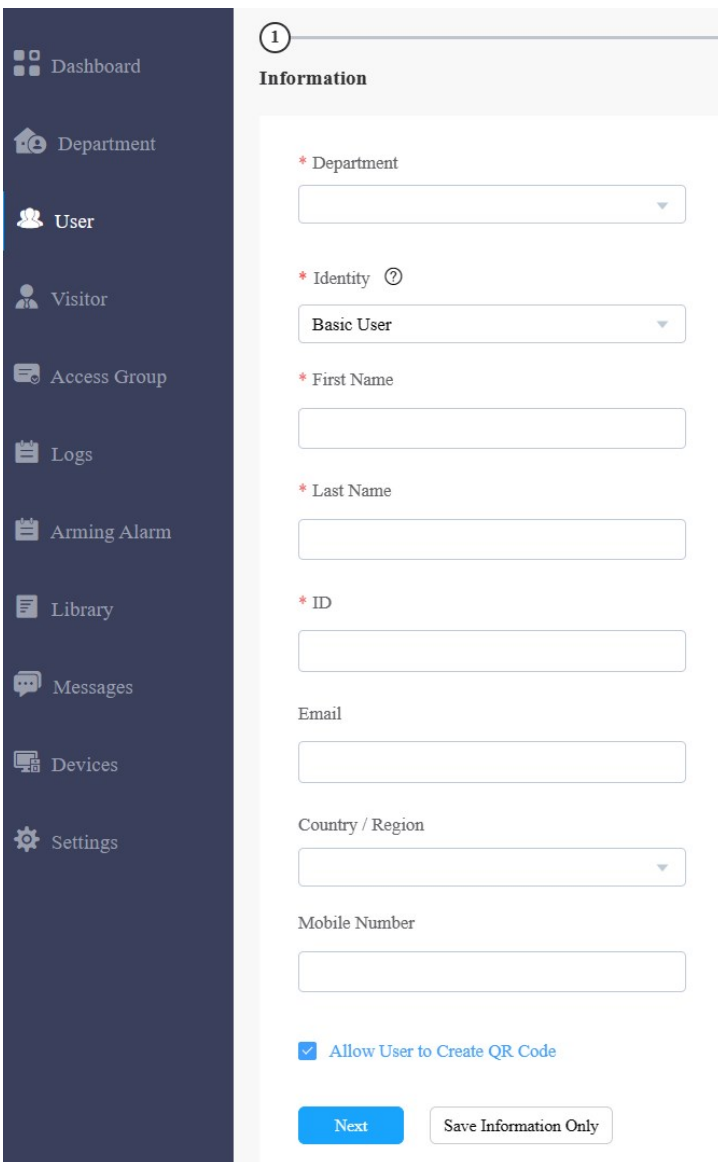 Dashboard
Department
User
Visitor
Access Group
Logs
Arming Alarm
Library
Messages
Devices
Settings
1
Information
* Department
* Identity ?
Basic User
* First Name
* Last Name
* ID
Email
Country / Region
Mobile Number
Allow User to Create QR Code
Next Save Information Only